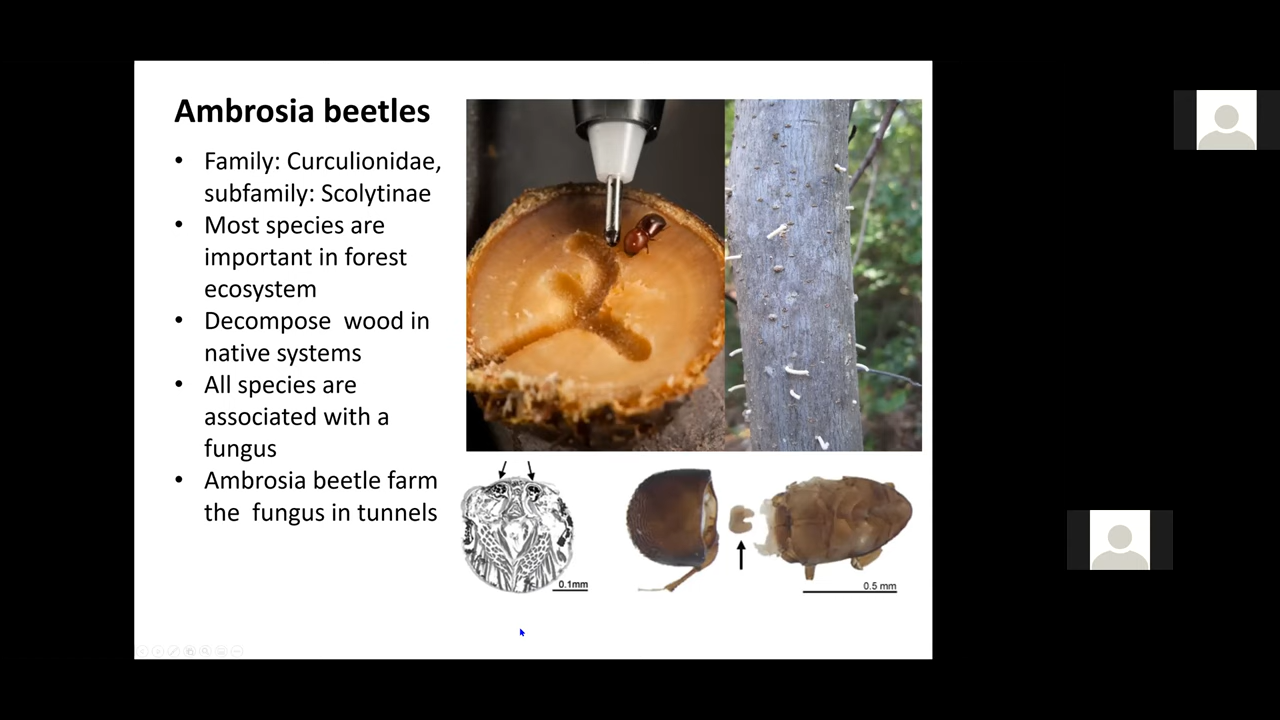 Ambrosia beetles
• Family: Curculionidae,
subfamily: Scolytinae
• Most species are
important in forest
ecosystem
• Decompose  wood in
native systems
• All species are
associated with a
fungus
• Ambrosia beetle farm
the  fungus in tunnels
0.1mm
0.5 mm